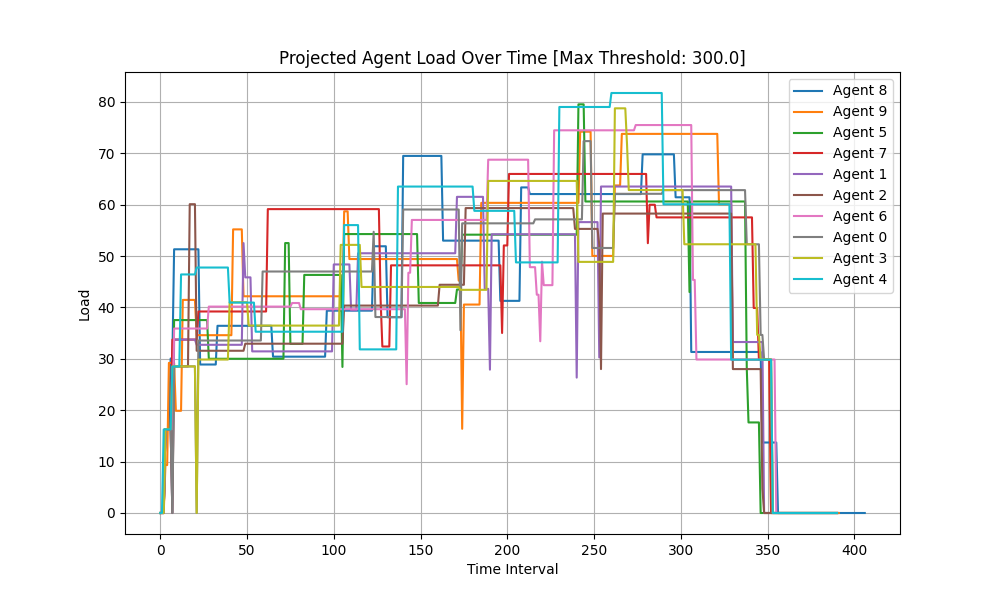 Projected Agent Load Over Time [Max Threshold: 300.0]
Load
80
70
60
50
40
30
20
10
0
0 50 100 150 200 250 300 350 400
Time Interval
Agent 8
Agent 9
Agent 5
Agent 7
Agent 1
Agent 2
Agent 6
Agent 0
Agent 3
Agent 4